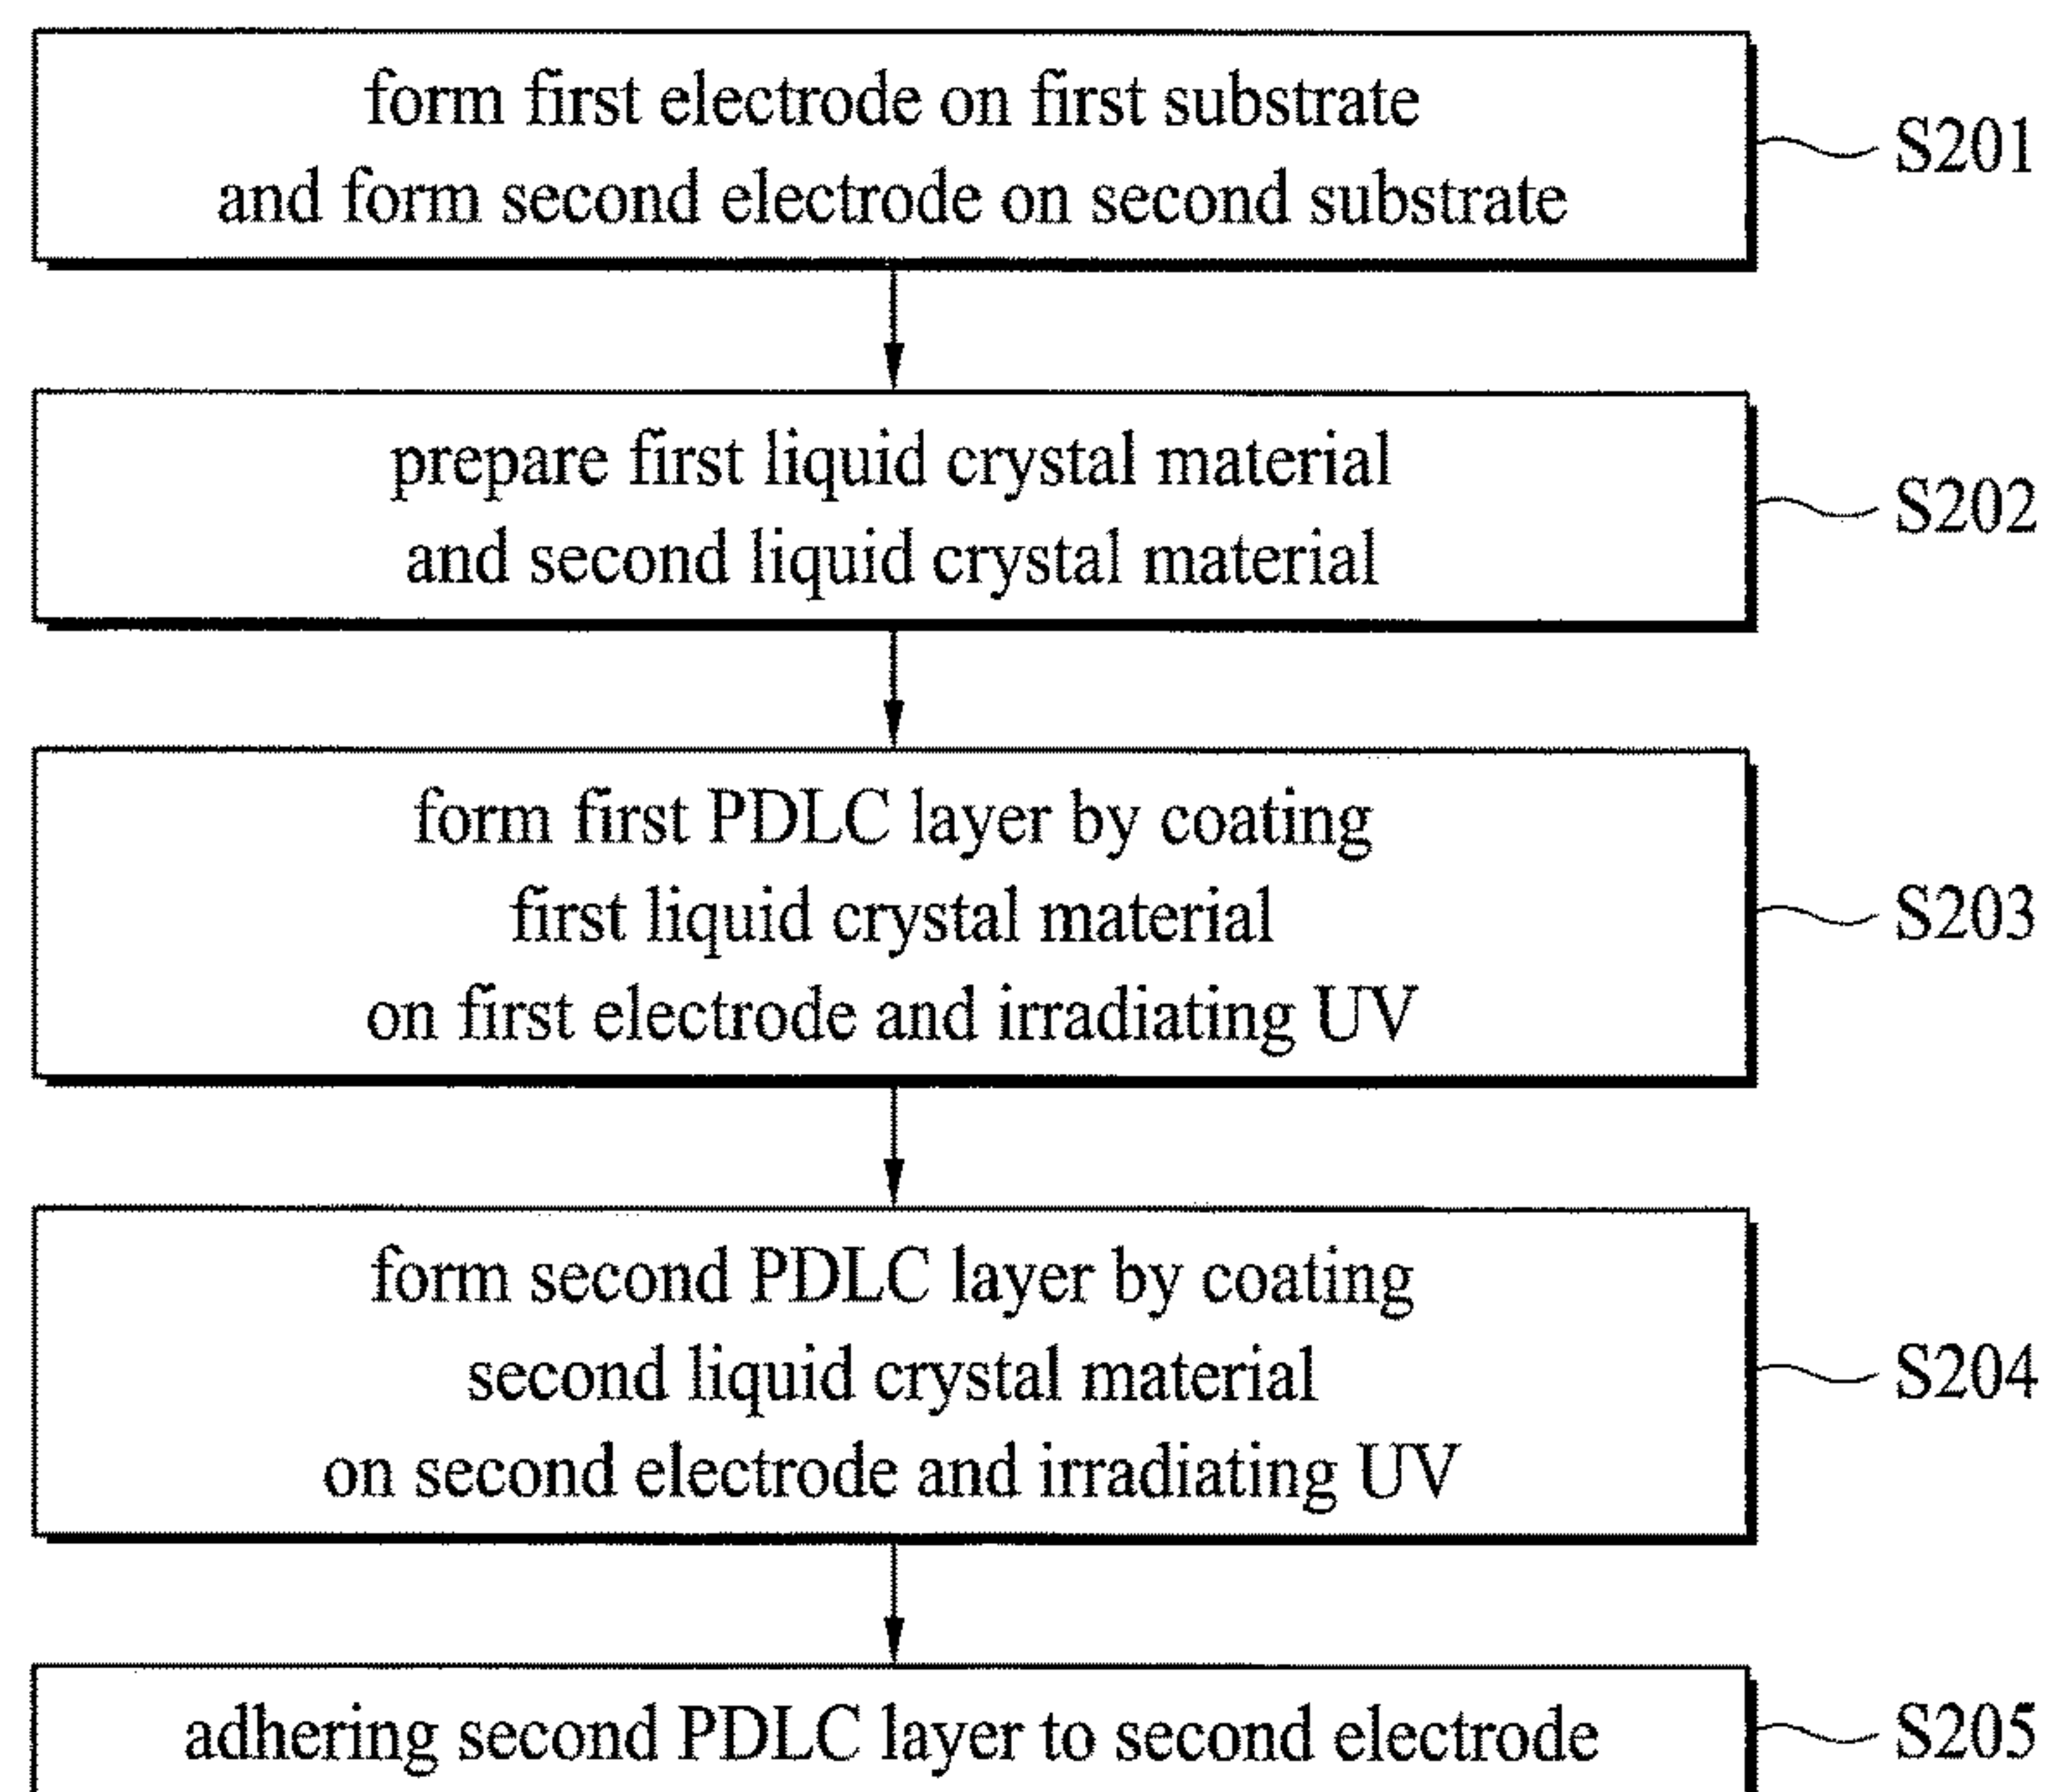 form first electrode on first substrate
and form second electrode on second substrate
S201
prepare first liquid crystal material
and second liquid crystal material
S202
form first PDLC layer by coating
first liquid crystal material
on first electrode and irradiating UV
S203
form second PDLC layer by coating
second liquid crystal material
on second electrode and irradiating UV
S204
adhering second PDLC layer to second electrode
S205